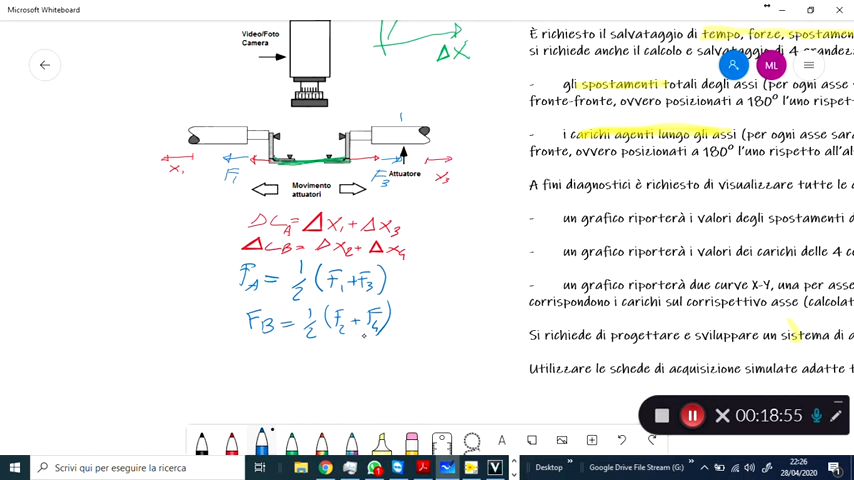 Microsoft Whiteboard
Video/Foto
Camera
ΔX
X1
F1
F3
Attuatore
X3
Movimento
attuatori
ΔLA = ΔX1 + ΔX3
ΔLB = ΔX2 + ΔX4
FA = 1/2 (F1 + F3)
FB = 1/2 (F2 + F4)
È richiesto il salvataggio di tempo, forze, spostamen
si richiede anche il calcolo e salvataggio di 4 grandezz
ML
- gli spostamenti totali degli assi (per ogni asse
fronte-fronte, ovvero posizionati a 180° l'uno rispett
- i carichi agenti lungo gli assi (per ogni asse sar
fronte, ovvero posizionati a 180° l'uno rispetto all'al
A fini diagnostici è richiesto di visualizzare tutte le
- un grafico riporterà i valori degli spostamenti d
- un grafico riporterà i valori dei carichi delle 4 c
- un grafico riporterà due curve X-Y, una per asse
corrispondono i carichi sul corrispettivo asse (calcolat
Si richiede di progettare e sviluppare un sistema di a
Utilizzare le schede di acquisizione simulate adatte t
00:18:55
Scrivi qui per eseguire la ricerca
Desktop
Google Drive File Stream (G:)
22:26
28/04/2020